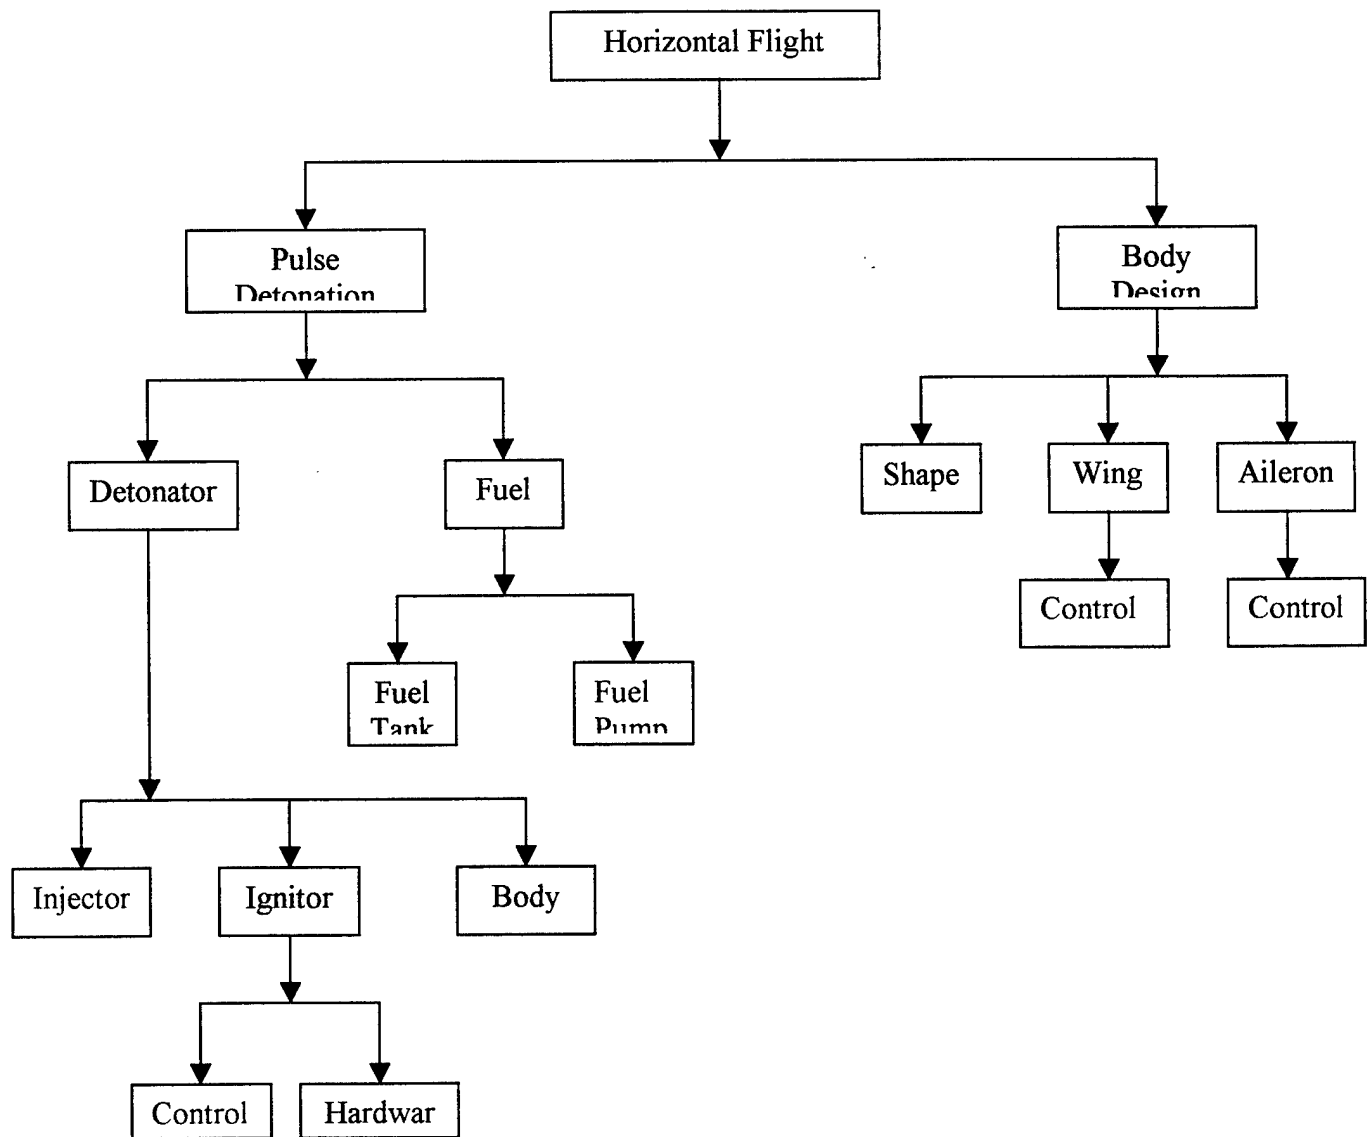 Horizontal Flight
Pulse
Detonation
Body
Design
Detonator
Fuel
Shape
Wing
Aileron
Control
Control
Fuel
Tank
Fuel
Pump
Injector
Ignitor
Body
Control
Hardwar